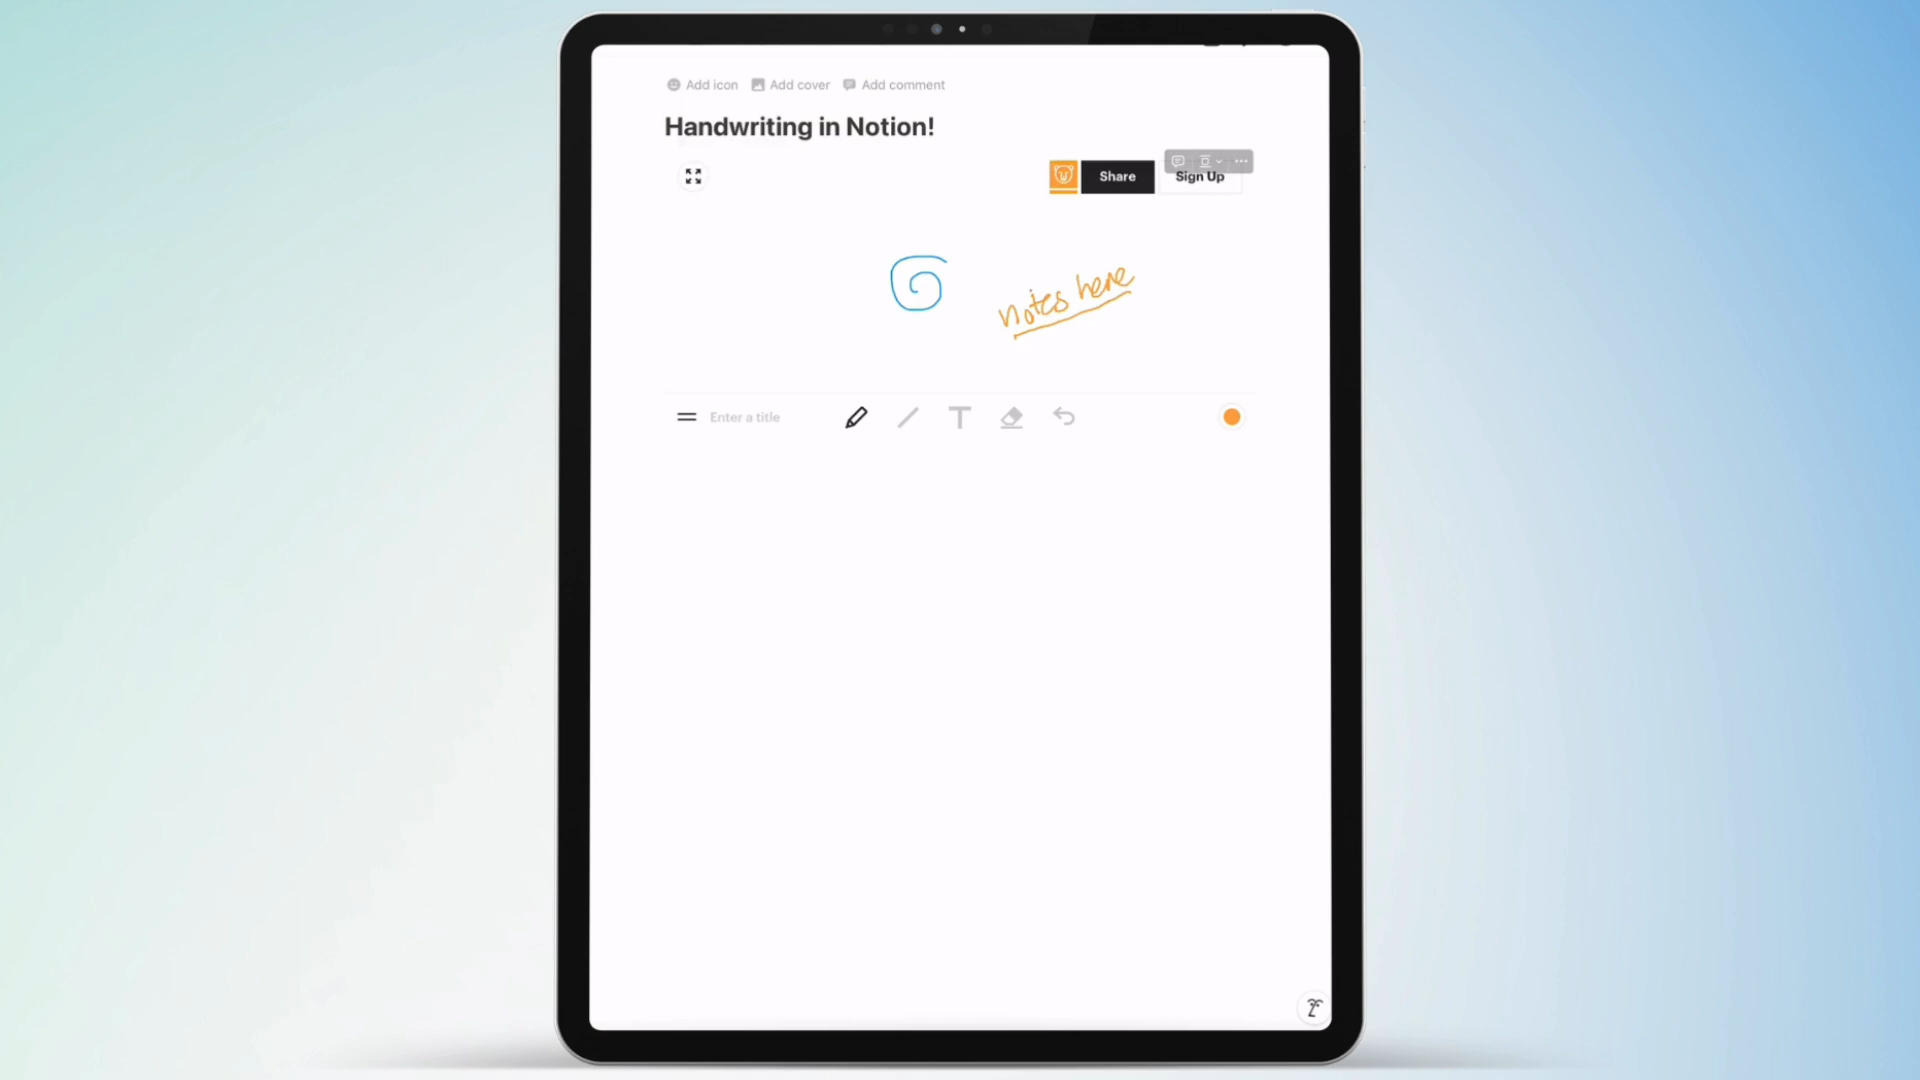 Add icon Add cover Add comment
Handwriting in Notion!
Share Sign Up
notes here
Enter a title